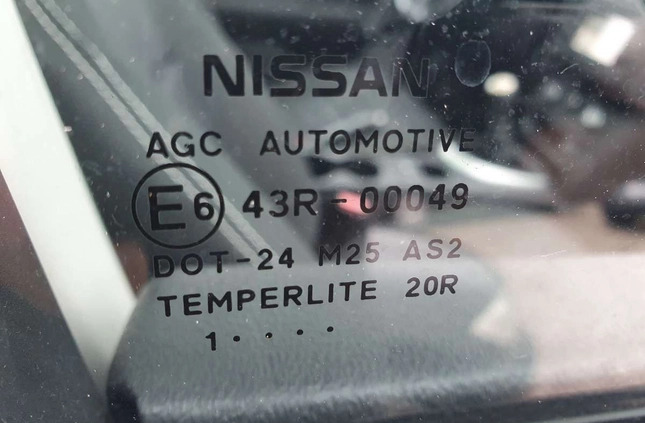 NISSAN
AGC AUTOMOTIVE
E6 43R-00049
DOT-24 M25 AS2
TEMPERLITE 20R
1····